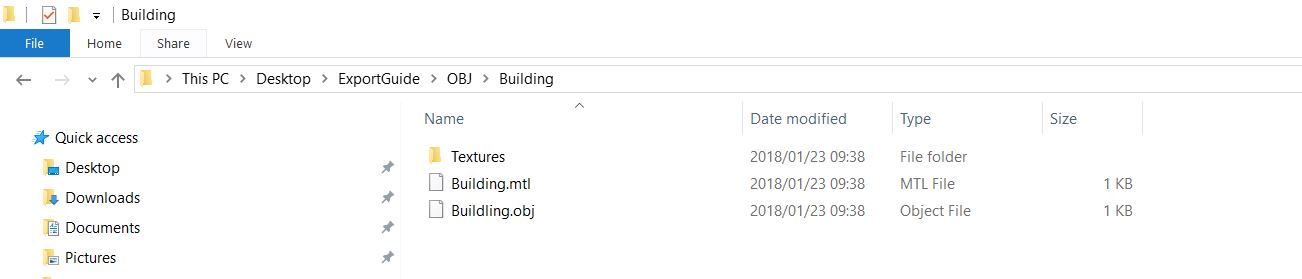 Building
File Home Share View
This PC Desktop ExportGuide OBJ Building
Name Date modified Type Size
Quick access
Textures 2018/01/23 09:38 File folder
Desktop
Building.mtl 2018/01/23 09:38 MTL File 1 KB
Downloads
Buildling.obj 2018/01/23 09:38 Object File 1 KB
Documents
Pictures